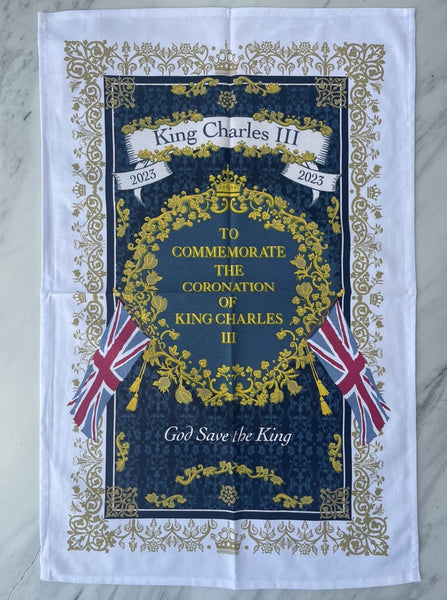 King Charles III
2023 2023
TO
COMMEMORATE
THE
CORONATION
OF
KING CHARLES
III
God Save the King